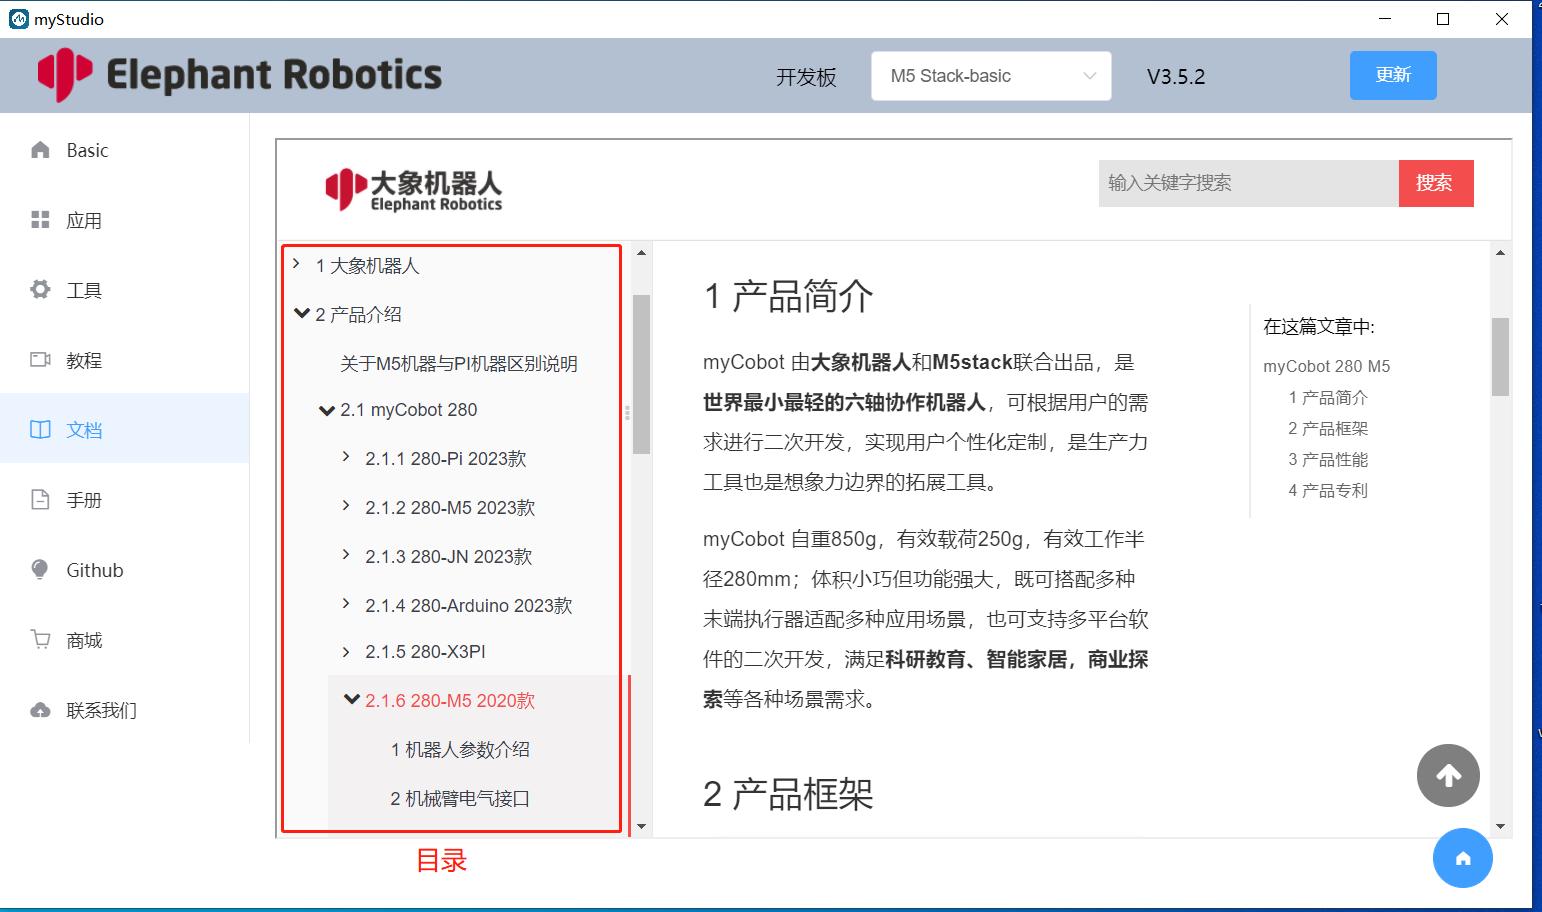 myStudio
Elephant Robotics
开发板
M5 Stack-basic
V3.5.2
更新
Basic
应用
工具
教程
文档
手册
Github
商城
联系我们
大象机器人
Elephant Robotics
输入关键字搜索
搜索
1 大象机器人
2 产品介绍
关于M5机器与PI机器区别说明
2.1 myCobot 280
2.1.1 280-Pi 2023款
2.1.2 280-M5 2023款
2.1.3 280-JN 2023款
2.1.4 280-Arduino 2023款
2.1.5 280-X3PI
2.1.6 280-M5 2020款
1 机器人参数介绍
2 机械臂电气接口
目录
1 产品简介
myCobot 由大象机器人和M5stack联合出品，是
世界最小最轻的六轴协作机器人，可根据用户的需
求进行二次开发，实现用户个性化定制，是生产力
工具也是想象力边界的拓展工具。
myCobot 自重850g，有效载荷250g，有效工作半
径280mm；体积小巧但功能强大，既可搭配多种
末端执行器适配多种应用场景，也可支持多平台软
件的二次开发，满足科研教育、智能家居，商业探
索等各种场景需求。
2 产品框架
在这篇文章中:
myCobot 280 M5
1 产品简介
2 产品框架
3 产品性能
4 产品专利